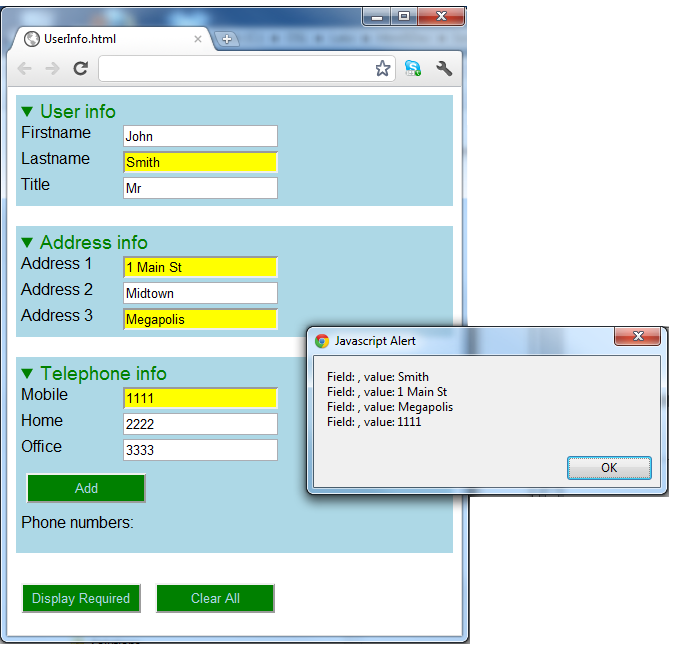 UserInfo.html
▼ User info
Firstname John
Lastname Smith
Title Mr
▼ Address info
Address 1 1 Main St
Address 2 Midtown
Address 3 Megapolis
▼ Telephone info
Mobile 1111
Home 2222
Office 3333
Add
Phone numbers:
Display Required Clear All
Javascript Alert
Field: , value: Smith
Field: , value: 1 Main St
Field: , value: Megapolis
Field: , value: 1111
OK